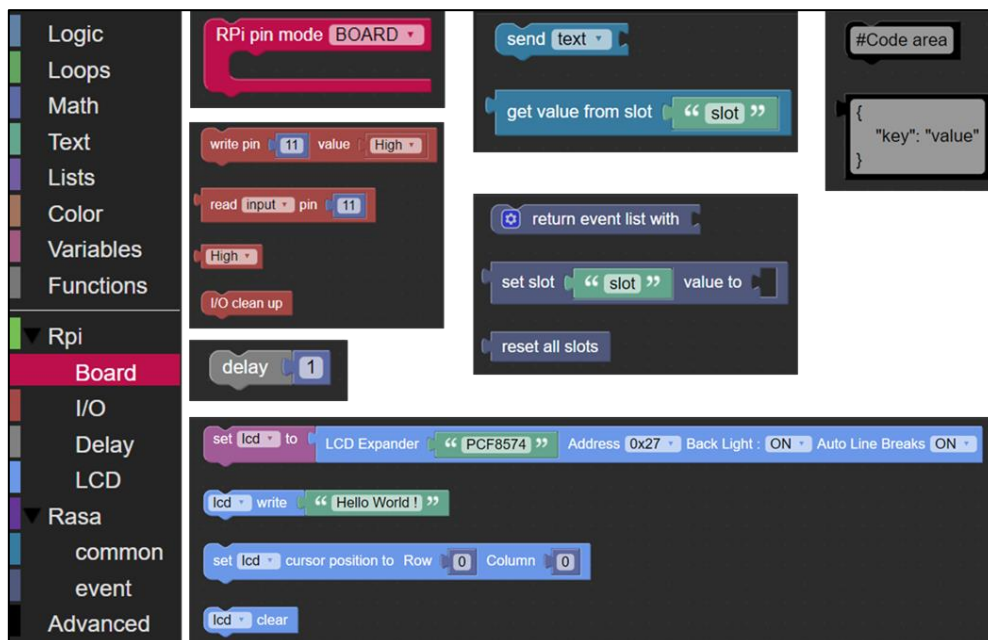 Logic
Loops
Math
Text
Lists
Color
Variables
Functions
Rpi
Board
I/O
Delay
LCD
Rasa
common
event
Advanced
RPi pin mode BOARD
write pin 11 value High
read input pin 11
High
I/O clean up
delay 1
send text
get value from slot “ slot ”
return event list with
set slot “ slot ” value to
reset all slots
#Code area
{
"key": "value"
}
set lcd to LCD Expander “ PCF8574 ” Address 0x27 Back Light : ON Auto Line Breaks ON
lcd write “ Hello World ! ”
set lcd cursor position to Row 0 Column 0
lcd clear